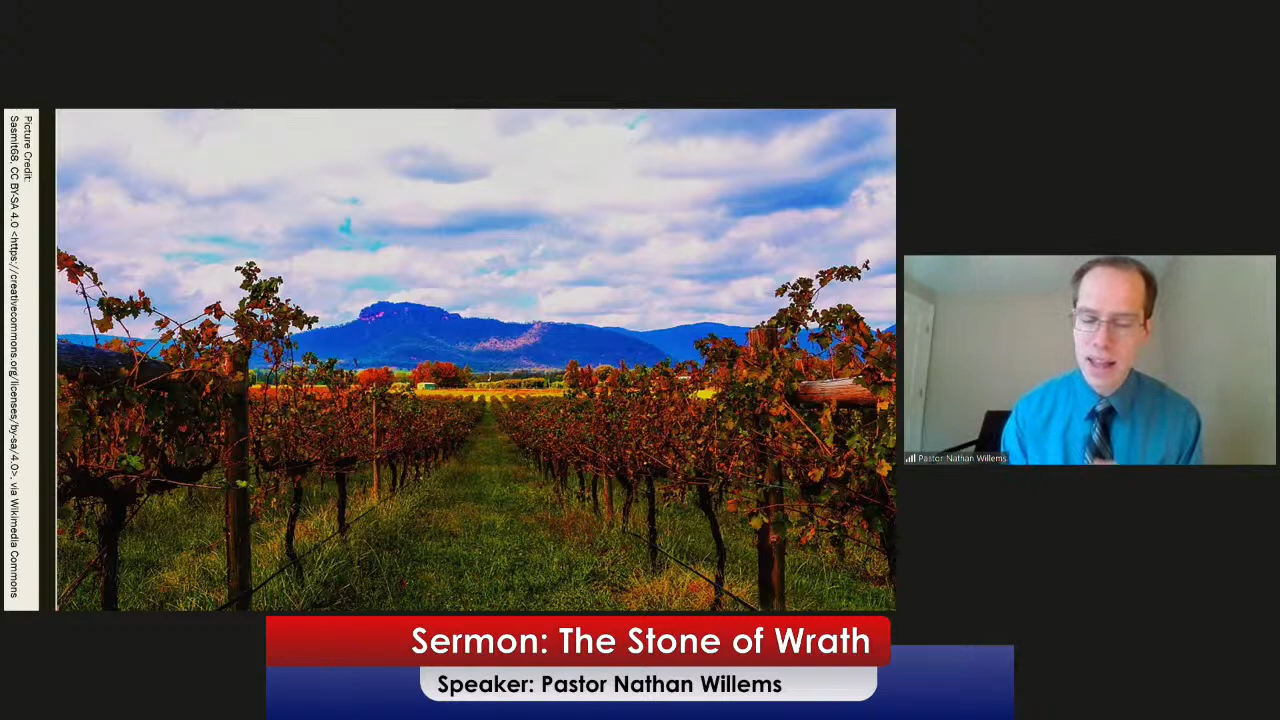 Picture Credit:
Sasmit68, CC BY-SA 4.0 <https://creativecommons.org/licenses/by-sa/4.0>, via Wikimedia Commons
Pastor Nathan Willems
Sermon: The Stone of Wrath
Speaker: Pastor Nathan Willems